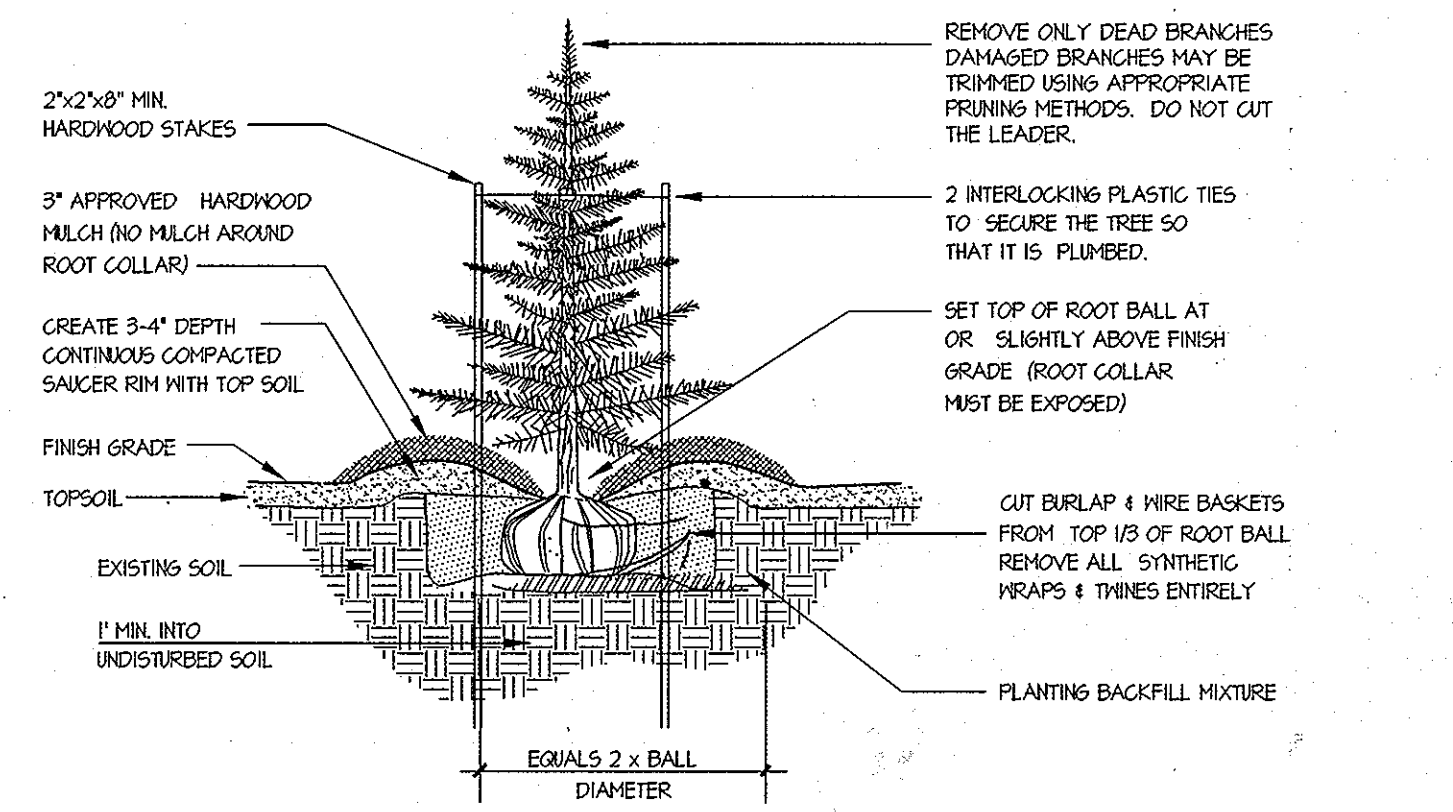 2"x2"x8" MIN.
HARDWOOD STAKES
3" APPROVED HARDWOOD
MULCH (NO MULCH AROUND
ROOT COLLAR)
CREATE 3-4" DEPTH
CONTINUOUS COMPACTED
SAUCER RIM WITH TOP SOIL
FINISH GRADE
TOPSOIL
EXISTING SOIL
1' MIN. INTO
UNDISTURBED SOIL
REMOVE ONLY DEAD BRANCHES
DAMAGED BRANCHES MAY BE
TRIMMED USING APPROPRIATE
PRUNING METHODS. DO NOT CUT
THE LEADER.
2 INTERLOCKING PLASTIC TIES
TO SECURE THE TREE SO
THAT IT IS PLUMBED.
SET TOP OF ROOT BALL AT
OR SLIGHTLY ABOVE FINISH
GRADE (ROOT COLLAR
MUST BE EXPOSED)
CUT BURLAP & WIRE BASKETS
FROM TOP 1/3 OF ROOT BALL
REMOVE ALL SYNTHETIC
WRAPS & TWINES ENTIRELY
PLANTING BACKFILL MIXTURE
EQUALS 2 x BALL
DIAMETER